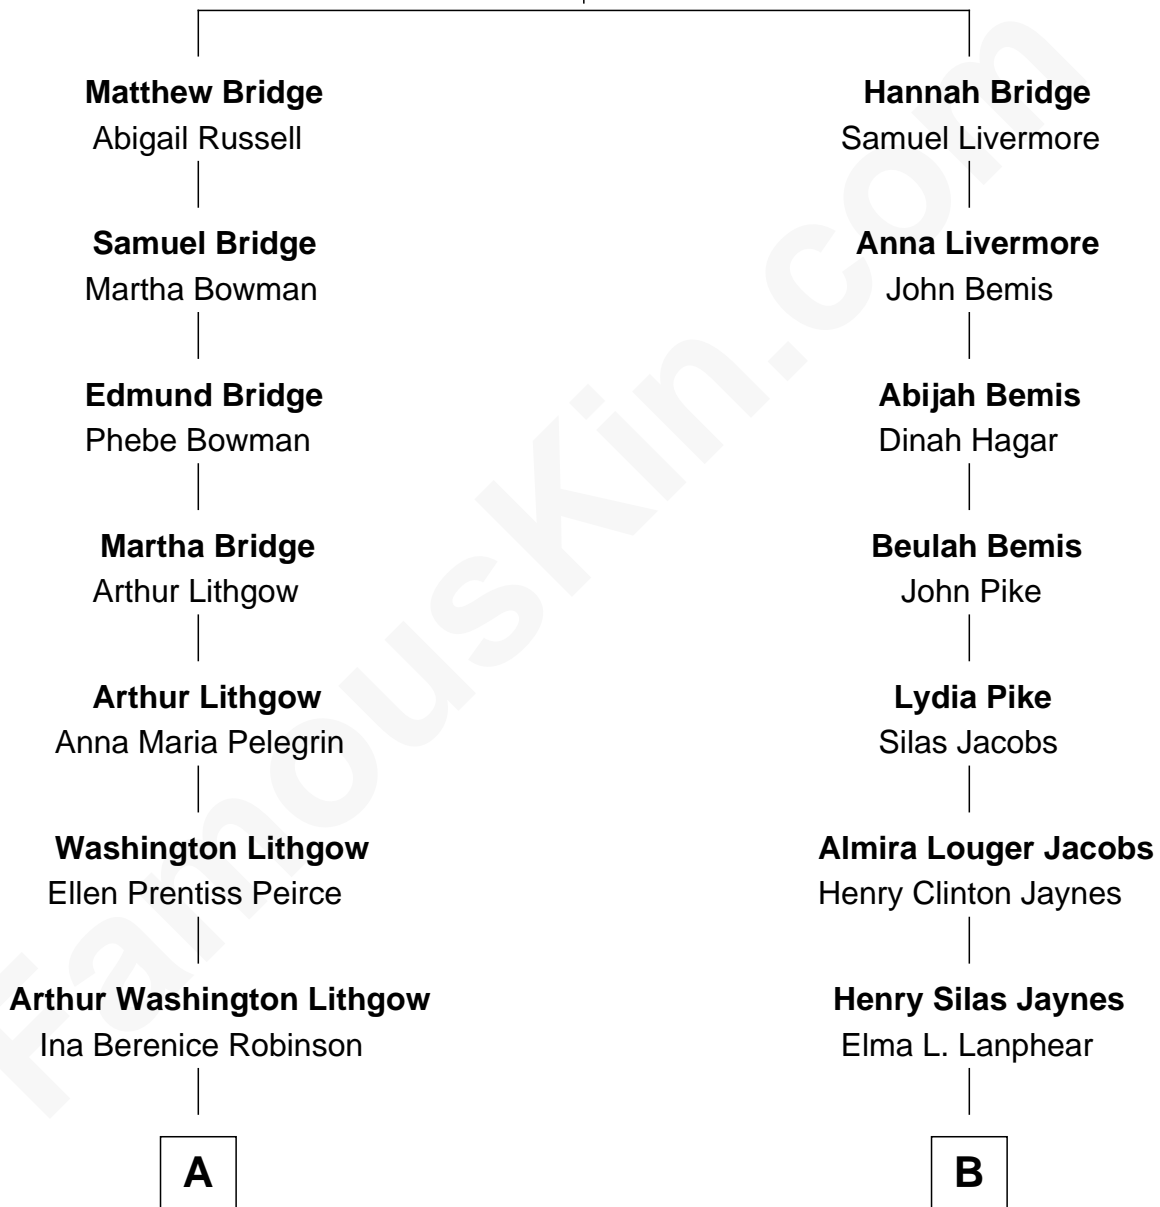 Matthew Bridge
Abigail Russell
Hannah Bridge
Samuel Livermore
Samuel Bridge
Martha Bowman
Anna Livermore
John Bemis
Edmund Bridge
Phebe Bowman
Abijah Bemis
Dinah Hagar
Martha Bridge
Arthur Lithgow
Beulah Bemis
John Pike
Arthur Lithgow
Anna Maria Pelegrin
Lydia Pike
Silas Jacobs
Washington Lithgow
Ellen Prentiss Peirce
Almira Louger Jacobs
Henry Clinton Jaynes
Arthur Washington Lithgow
Ina Berenice Robinson
Henry Silas Jaynes
Elma L. Lanphear
A
B
FamousKin.com